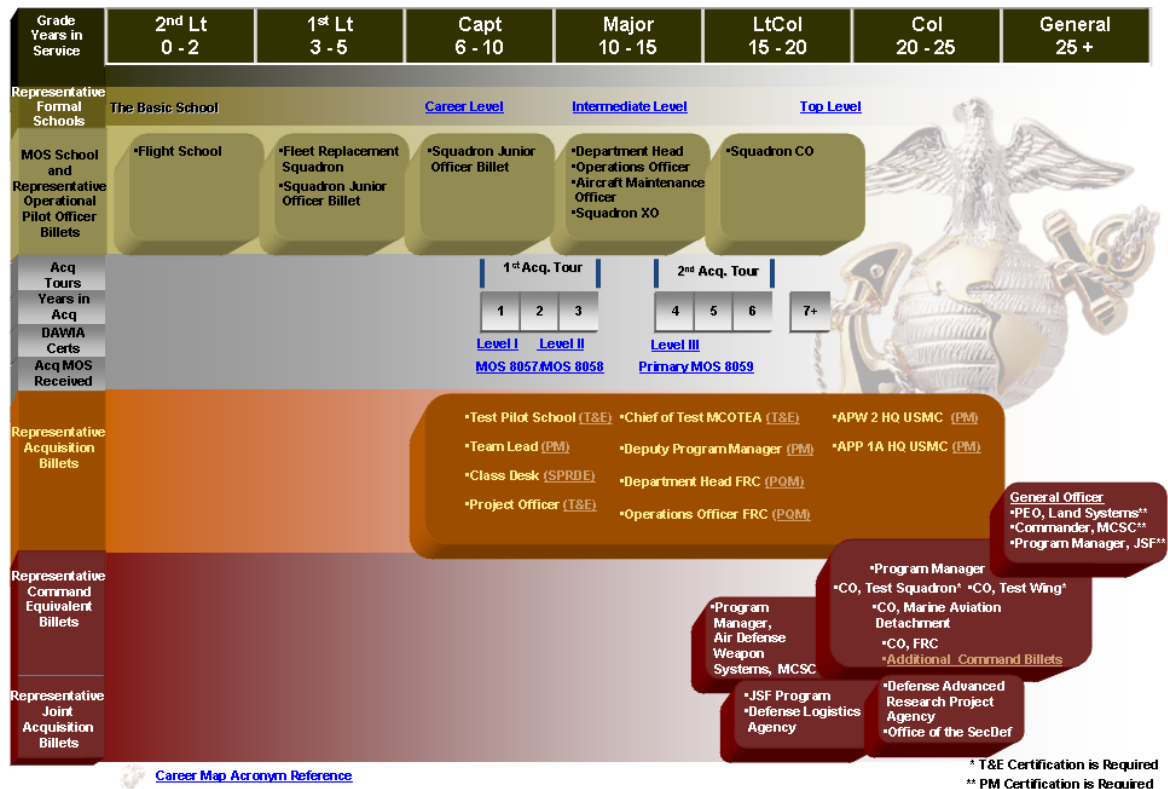 Grade
Years in
Service
2nd Lt
0 - 2
1st Lt
3 - 5
Capt
6 - 10
Major
10 - 15
LtCol
15 - 20
Col
20 - 25
General
25 +
Representative
Formal
Schools
The Basic School
Career Level
Intermediate Level
Top Level
MOS School
and
Representative
Operational
Pilot Officer
Billets
•Flight School
•Fleet Replacement
Squadron
•Squadron Junior
Officer Billet
•Squadron Junior
Officer Billet
•Department Head
•Operations Officer
•Aircraft Maintenance
Officer
•Squadron XO
•Squadron CO
Acq
Tours
1st Acq. Tour
2nd Acq. Tour
Years in
Acq
1 2 3
4 5 6
7+
DAWIA
Certs
Level I
Level II
Level III
Acq MOS
Received
MOS 8057/MOS 8058
Primary MOS 8059
Representative
Acquisition
Billets
•Test Pilot School (T&E)
•Team Lead (PM)
•Class Desk (SPRDE)
•Project Officer (T&E)
•Chief of Test MCOTEA (T&E)
•Deputy Program Manager (PM)
•Department Head FRC (PQM)
•Operations Officer FRC (PQM)
•APW 2 HQ USMC (PM)
•APP 1A HQ USMC (PM)
General Officer
•PEO, Land Systems**
•Commander, MCSC**
•Program Manager, JSF**
Representative
Command
Equivalent
Billets
•Program
Manager,
Air Defense
Weapon
Systems, MCSC
•Program Manager
•CO, Test Squadron* •CO, Test Wing*
•CO, Marine Aviation
Detachment
•CO, FRC
•Additional Command Billets
Representative
Joint
Acquisition
Billets
•JSF Program
•Defense Logistics
Agency
•Defense Advanced
Research Project
Agency
•Office of the SecDef
Career Map Acronym Reference
* T&E Certification is Required
** PM Certification is Required